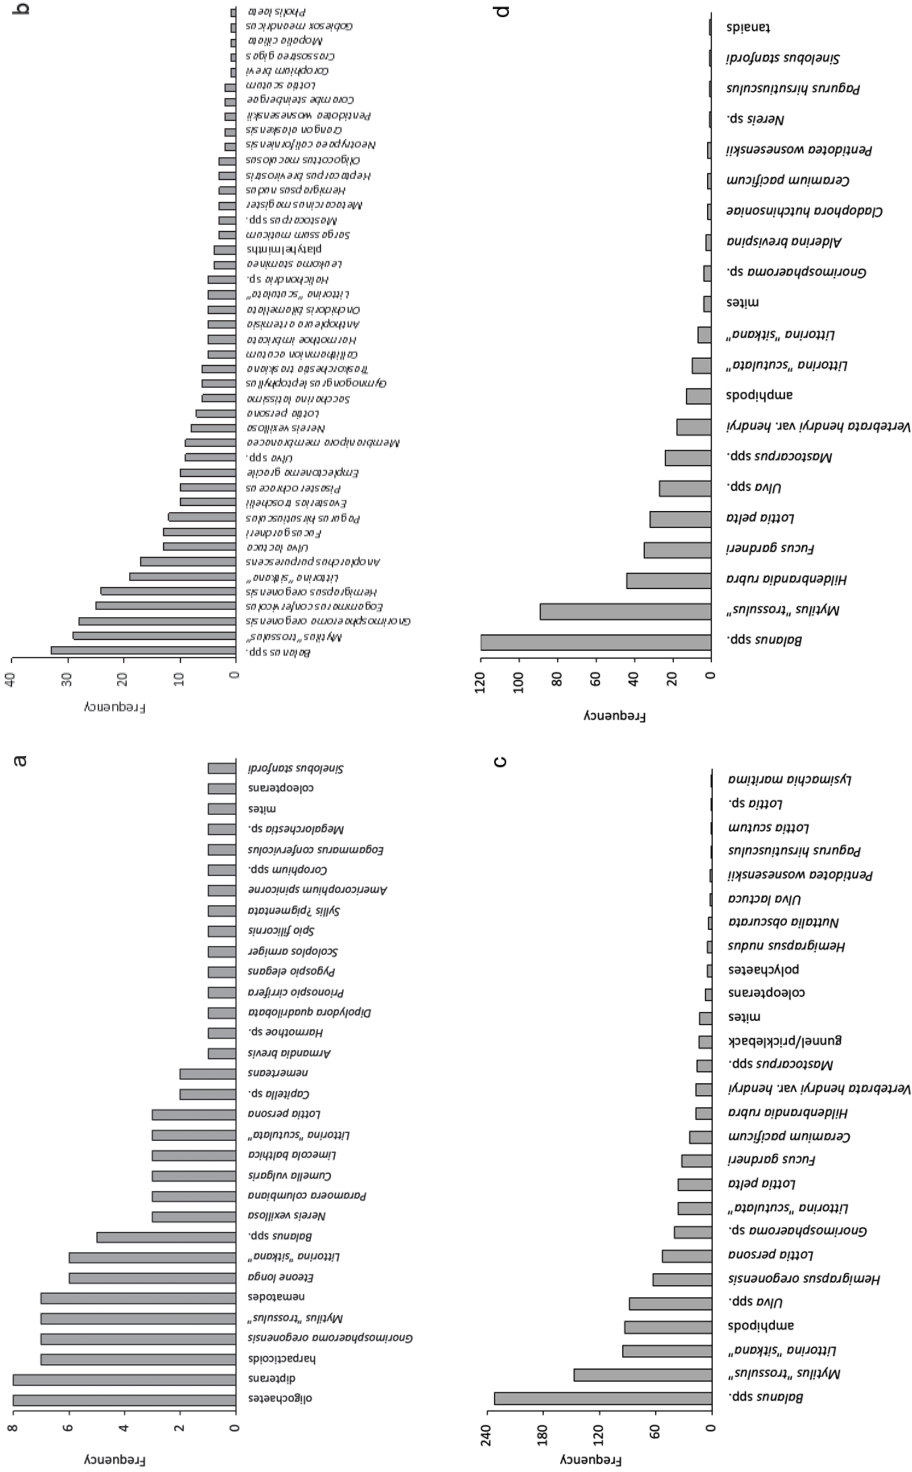 a
Frequency
8
6
4
2
0
oligochaetes
dipterans
harpacticoids
Gnorimosphaeroma oregonensis
Mytilus "trossulus"
nematodes
Eteone longa
Littorina "sitkana"
Balanus spp.
Nereis vexillosa
Paramoera columbiana
Cumella vulgaris
Limecola balthica
Littorina "scutulata"
Lottia persona
Capitella sp.
nemerteans
Armandia brevis
Harmothoe sp.
Dipolydora quadrilobata
Prionospio cirrifera
Pygospio elegans
Scoloplos armiger
Spio filicornis
Syllis ?pigmentata
Americorophium spinicorne
Corophium spp.
Eogammarus confervicolus
Megalorchestia sp.
mites
coleopterans
Sinelobus stanfordi
b
Frequency
40
30
20
10
0
Balanus spp.
Mytilus "trossulus"
Gnorimosphaeroma oregonensis
Eogammarus confervicolus
Hemigrapsus oregonensis
Littorina "sitkana"
Anoplarchus purpurescens
Ulva lactuca
Fucus gardneri
Pagurus hirsutiusculus
Evasterias troschelii
Pisaster ochraceus
Emplectonema gracile
Ulva spp.
Membranipora membranacea
Nereis vexillosa
Lottia persona
Saccharina latissima
Gymnogongrus leptophyllus
Traskorchestia traskiana
Callithamnion acutum
Harmothoe imbricata
Anthopleura artemisia
Onchidoris bilamellata
Littorina "scutulata"
Halichondria sp.
Leukoma staminea
platyhelminths
Sargassum muticum
Mastocarpus spp.
Metacarcinus magister
Hemigrapsus nudus
Heptacarpus brevirostris
Oligocottus maculosus
Neotrypaea californiensis
Crangon alaskensis
Pentidotea wosnesenskii
Corambe steinbergae
Lottia scutum
Corophium brevi
Crassostrea gigas
Mopalia ciliata
Gobiesox meandricus
Pholis laeta
c
Frequency
240
180
120
60
0
Balanus spp.
Mytilus "trossulus"
Littorina "sitkana"
amphipods
Ulva spp.
Hemigrapsus oregonensis
Lottia persona
Gnorimosphaeroma sp.
Littorina "scutulata"
Lottia pelta
Fucus gardneri
Ceramium pacificum
Hildenbrandia rubra
Vertebrata hendryi var. hendryi
Mastocarpus spp.
gunnel/prickleback
mites
coleopterans
polychaetes
Hemigrapsus nudus
Nuttalia obscurata
Ulva lactuca
Pentidotea wosnesenskii
Pagurus hirsutiusculus
Lottia scutum
Lottia sp.
Lysimachia maritima
d
Frequency
120
100
80
60
40
20
0
Balanus spp.
Mytilus "trossulus"
Hildenbrandia rubra
Fucus gardneri
Lottia pelta
Ulva spp.
Mastocarpus spp.
Vertebrata hendryi var. hendryi
amphipods
Littorina "scutulata"
Littorina "sitkana"
mites
Gnorimosphaeroma sp.
Alderina brevispina
Cladophora hutchinsoniae
Ceramium pacificum
Pentidotea wosnesenskii
Nereis sp.
Pagurus hirsutiusculus
Sinelobus stanfordi
tanaids